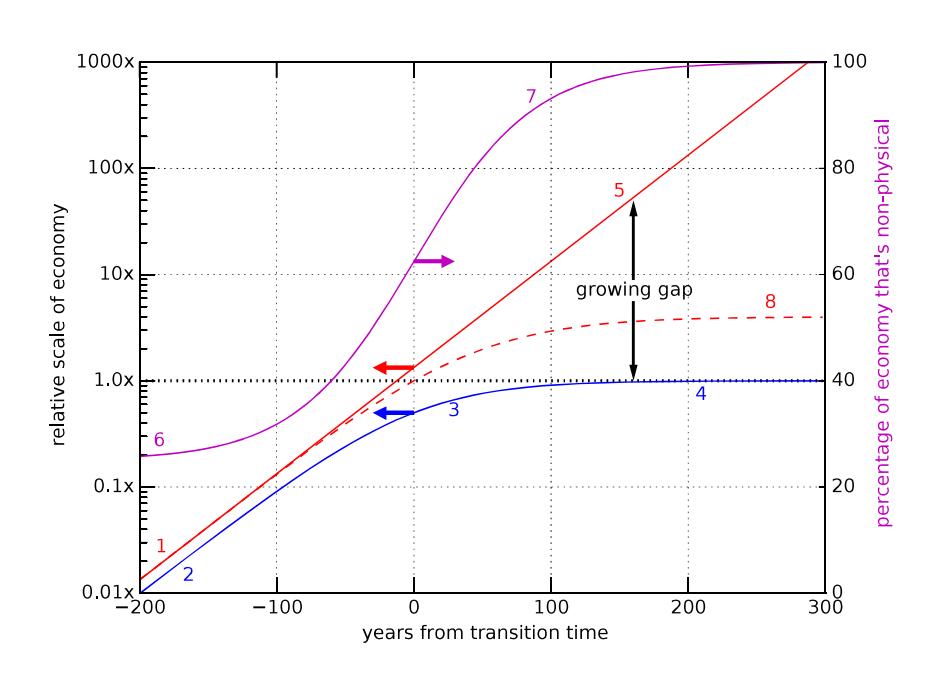 1000x
100x
10x
1.0x
0.1x
0.01x
relative scale of economy
100
80
60
40
20
0
percentage of economy that's non-physical
7
5
growing gap
8
6
3
4
1
2
−200 −100 0 100 200 300
years from transition time